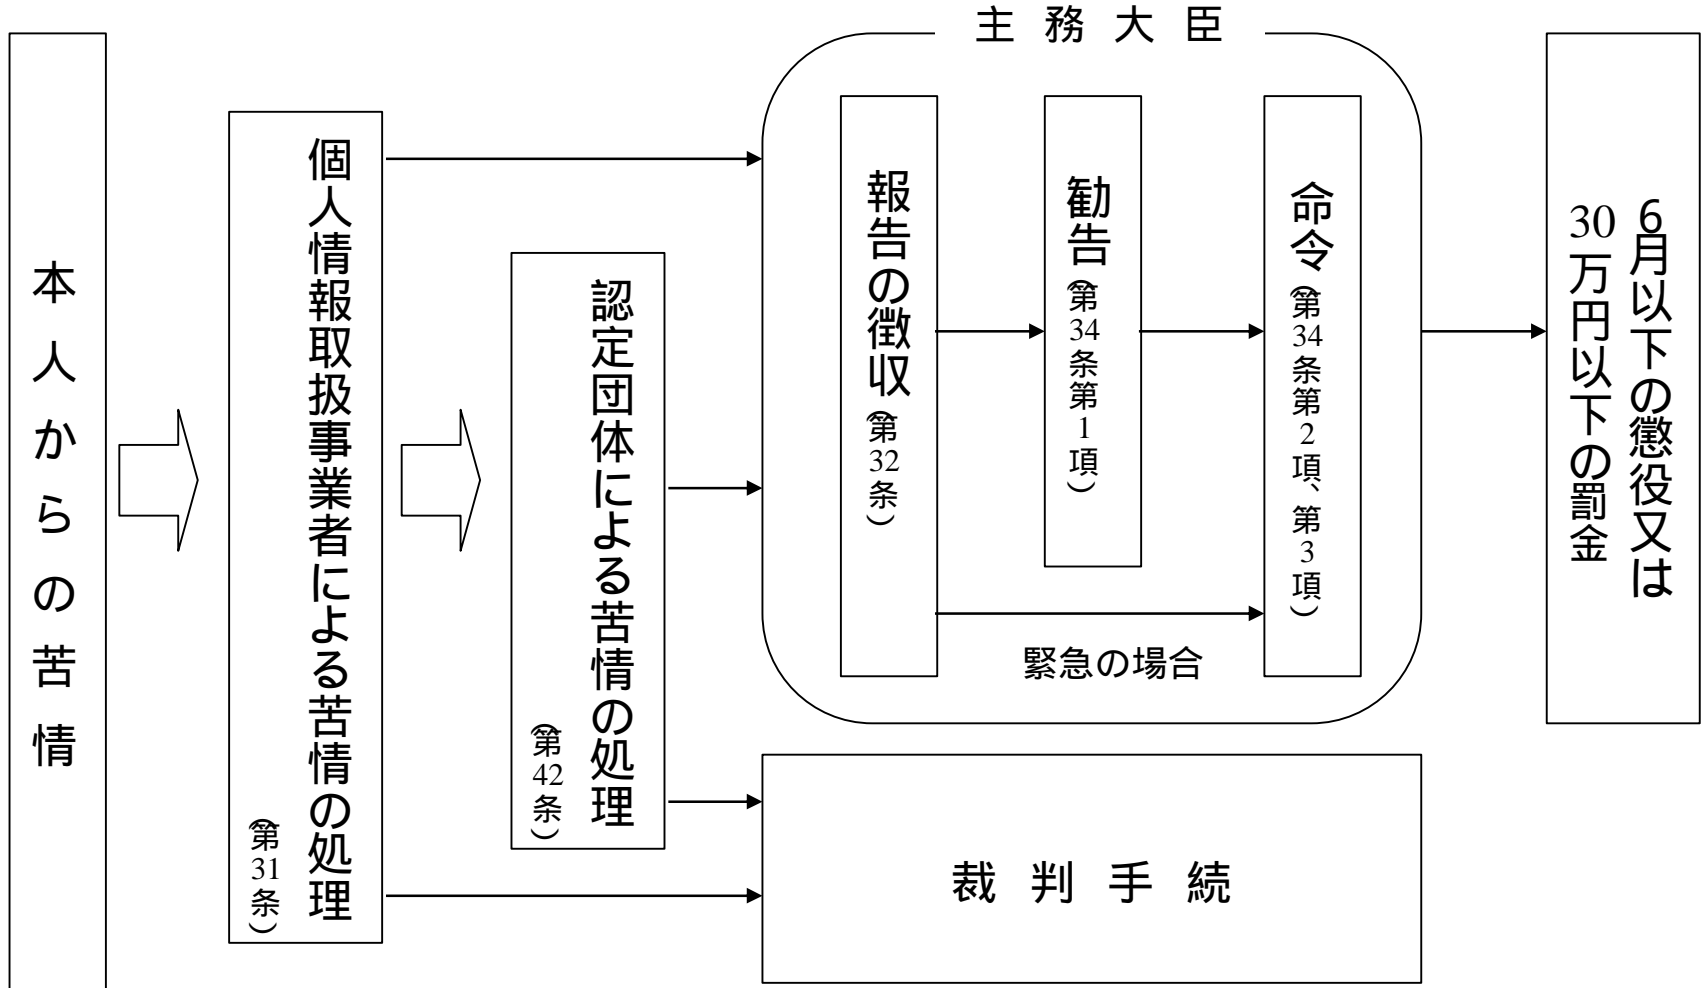 本人からの苦情
個人情報取扱事業者による苦情の処理
(第31条)
認定団体による苦情の処理
(第42条)
主務大臣
報告の徴収(第32条)
勧告(第34条第1項)
命令(第34条第2項、第3項)
緊急の場合
6月以下の懲役又は
30万円以下の罰金
裁判手続